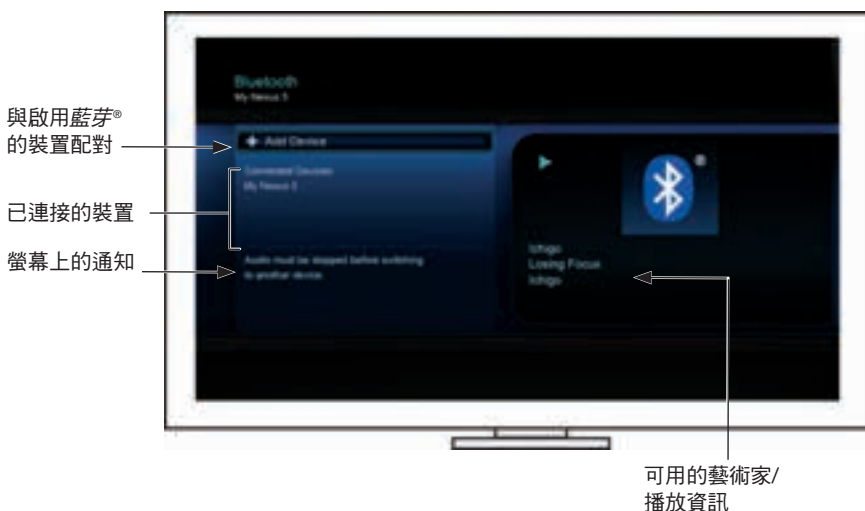 Bluetooth
My Nexus 5
與啟用藍芽®
的裝置配對
+ Add Device
已連接的裝置
Connected Devices
My Nexus 5
螢幕上的通知
Audio must be stopped before switching
to another device.
®
Ichigo
Losing Focus
Ichigo
可用的藝術家/
播放資訊